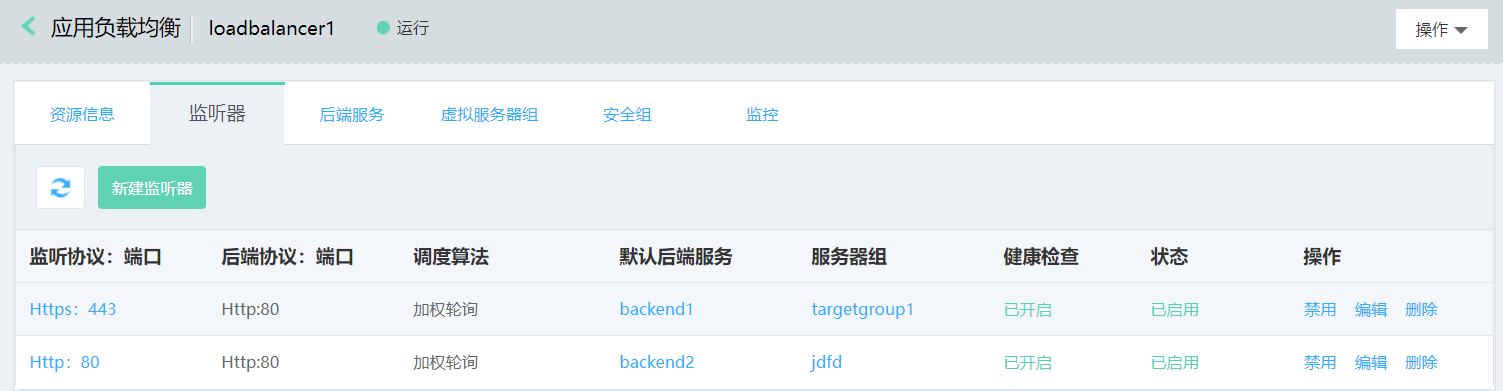 应用负载均衡 loadbalancer1 运行 操作
资源信息 监听器 后端服务 虚拟服务器组 安全组 监控
新建监听器
监听协议：端口 后端协议：端口 调度算法 默认后端服务 服务器组 健康检查 状态 操作
Https：443 Http:80 加权轮询 backend1 targetgroup1 已开启 已启用 禁用 编辑 删除
Http：80 Http:80 加权轮询 backend2 jdfd 已开启 已启用 禁用 编辑 删除